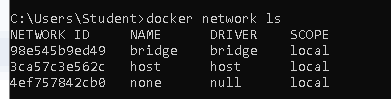 C:\Users\Student>docker network ls
NETWORK ID     NAME      DRIVER    SCOPE
98e545b9ed49   bridge    bridge    local
3ca57c3e562c   host      host      local
4ef757842cb0   none      null      local